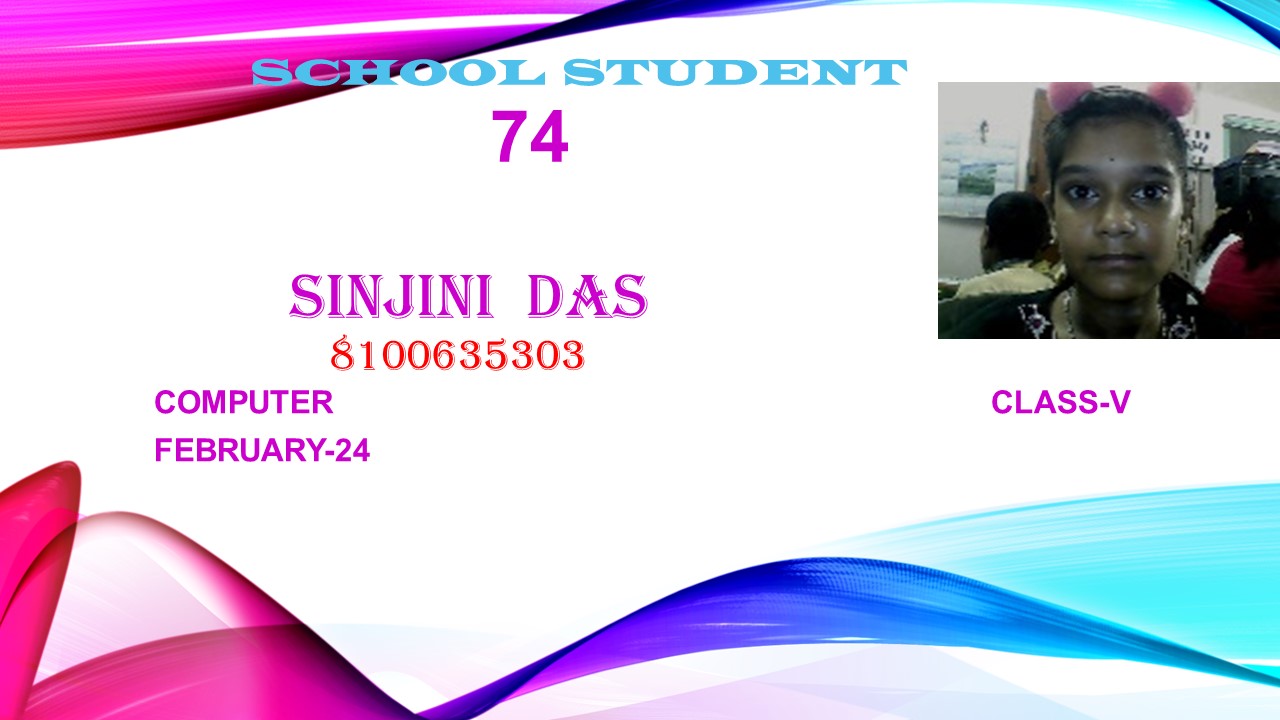 SCHOOL STUDENT
74
SINJINI DAS
8100635303
COMPUTER CLASS-V
FEBRUARY-24